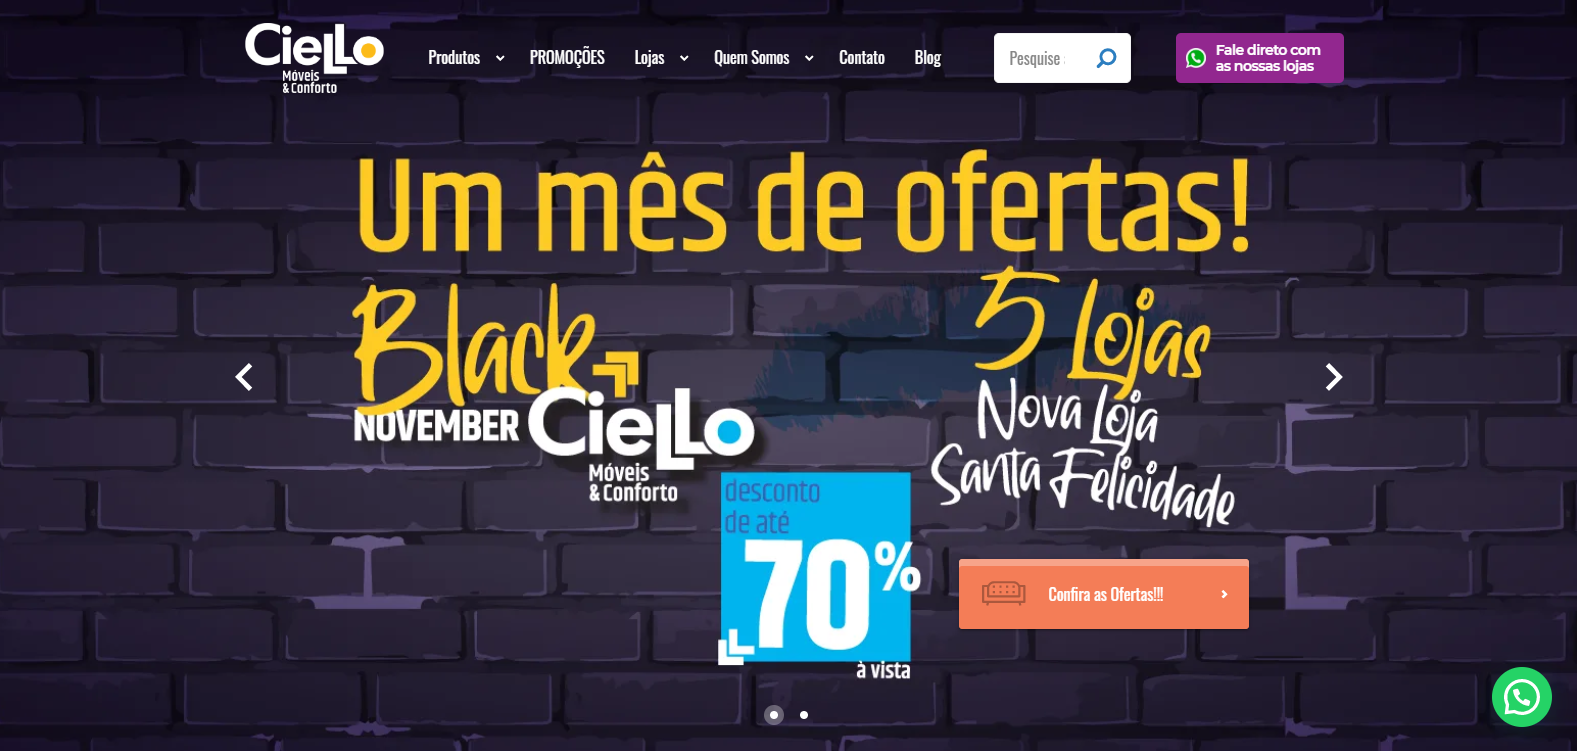 Ciello
Móveis
& Conforto
Produtos
PROMOÇÕES
Lojas
Quem Somos
Contato
Blog
Pesquise
Fale direto com
as nossas lojas
Um mês de ofertas!
Black
NOVEMBER
Ciello
Móveis
& Conforto
5 Lojas
Nova Loja
Santa Felicidade
desconto
de até
70%
à vista
Confira as Ofertas!!!